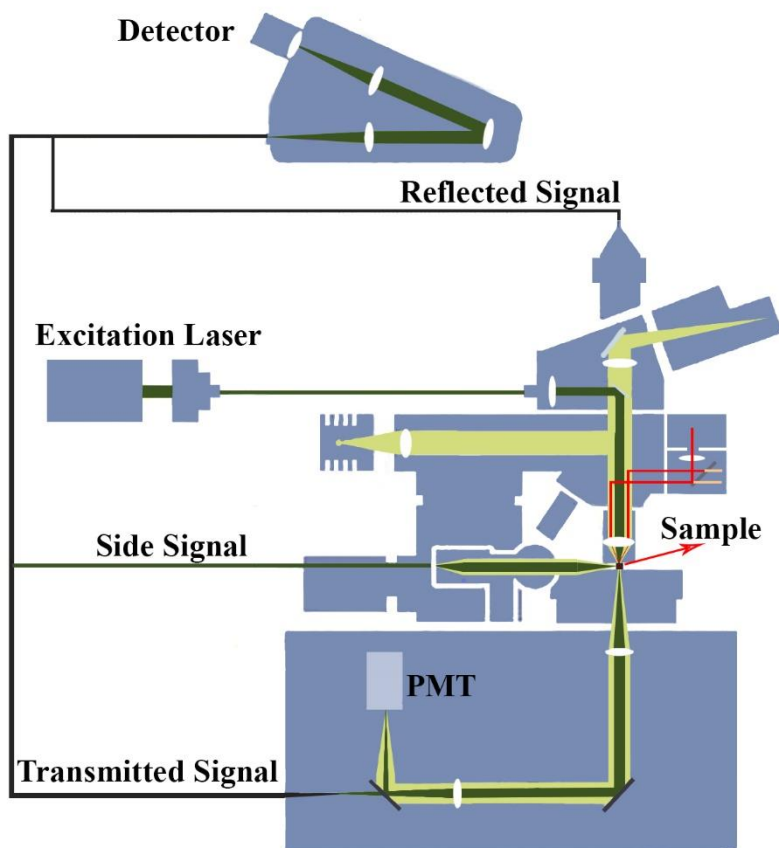 Detector
Reflected Signal
Excitation Laser
Sample
Side Signal
PMT
Transmitted Signal